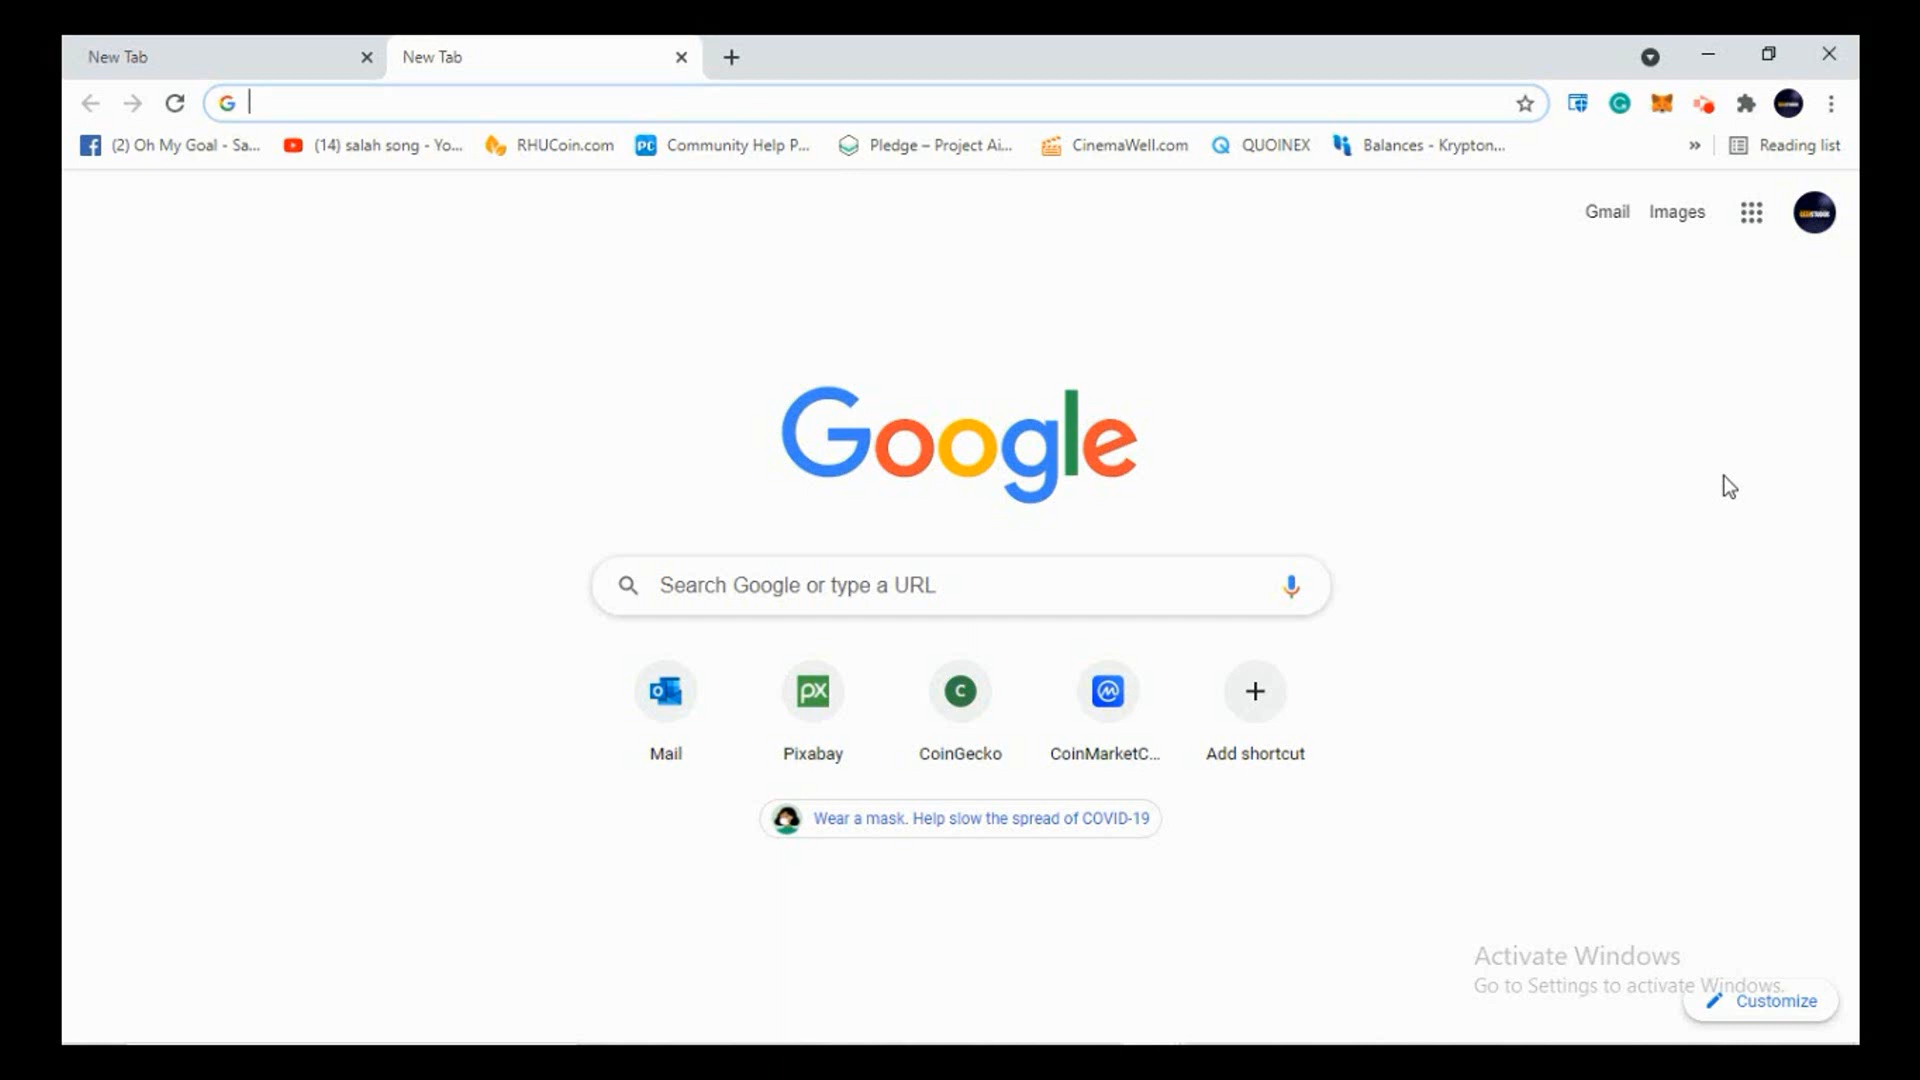 New Tab
New Tab
(2) Oh My Goal - Sa...
(14) salah song - Yo...
RHUCoin.com
PC
Community Help P...
Pledge – Project Ai...
CinemaWell.com
QUOINEX
Balances - Krypton...
»
Reading list
Gmail
Images
Google
Search Google or type a URL
Mail
Pixabay
CoinGecko
CoinMarketC...
Add shortcut
Wear a mask. Help slow the spread of COVID-19
Activate Windows
Go to Settings to activate Windows.
Customize